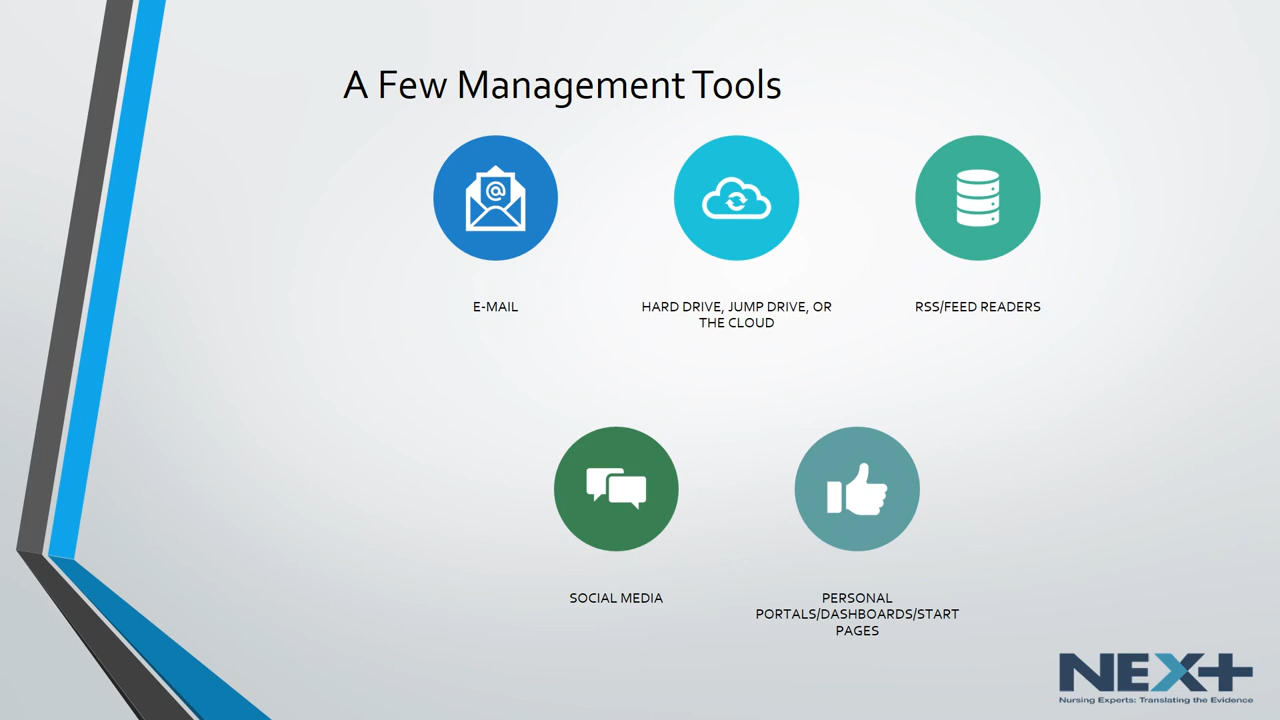 A Few Management Tools
@
E-MAIL
HARD DRIVE, JUMP DRIVE, OR
THE CLOUD
RSS/FEED READERS
SOCIAL MEDIA
PERSONAL
PORTALS/DASHBOARDS/START
PAGES
NEXT
Nursing Experts: Translating the Evidence